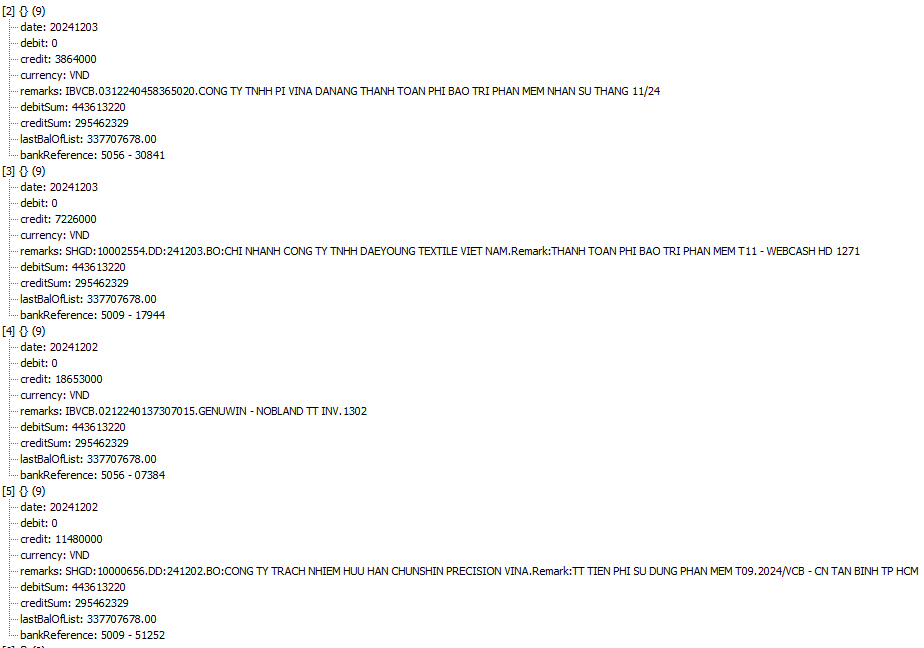 [2] {} (9)
date: 20241203
debit: 0
credit: 3864000
currency: VND
remarks: IBVCB.0312240458365020.CONG TY TNHH PI VINA DANANG THANH TOAN PHI BAO TRI PHAN MEM NHAN SU THANG 11/24
debitSum: 443613220
creditSum: 295462329
lastBalOfList: 337707678.00
bankReference: 5056 - 30841
[3] {} (9)
date: 20241203
debit: 0
credit: 7226000
currency: VND
remarks: SHGD:10002554.DD:241203.BO:CHI NHANH CONG TY TNHH DAEYOUNG TEXTILE VIET NAM.Remark:THANH TOAN PHI BAO TRI PHAN MEM T11 - WEBCASH HD 1271
debitSum: 443613220
creditSum: 295462329
lastBalOfList: 337707678.00
bankReference: 5009 - 17944
[4] {} (9)
date: 20241202
debit: 0
credit: 18653000
currency: VND
remarks: IBVCB.0212240137307015.GENUWIN - NOBLAND TT INV.1302
debitSum: 443613220
creditSum: 295462329
lastBalOfList: 337707678.00
bankReference: 5056 - 07384
[5] {} (9)
date: 20241202
debit: 0
credit: 11480000
currency: VND
remarks: SHGD:10000656.DD:241202.BO:CONG TY TRACH NHIEM HUU HAN CHUNSHIN PRECISION VINA.Remark:TT TIEN PHI SU DUNG PHAN MEM T09.2024/VCB - CN TAN BINH TP HCM
debitSum: 443613220
creditSum: 295462329
lastBalOfList: 337707678.00
bankReference: 5009 - 51252